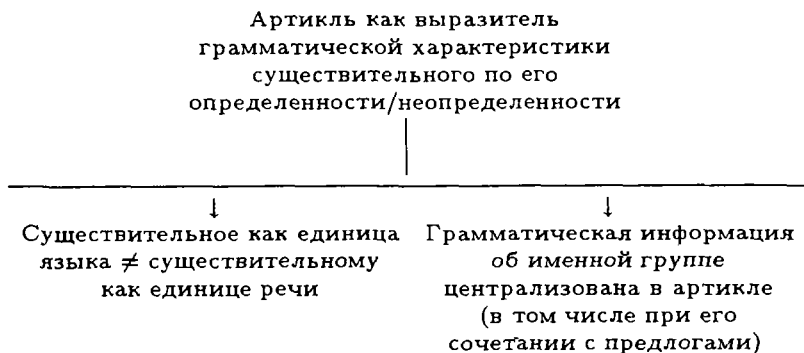 Артикль как выразитель
грамматической характеристики
существительного по его
определенности/неопределенности
↓ ↓
Существительное как единица
языка ≠ существительному
как единице речи
Грамматическая информация
об именной группе
централизована в артикле
(в том числе при его
сочетании с предлогами)